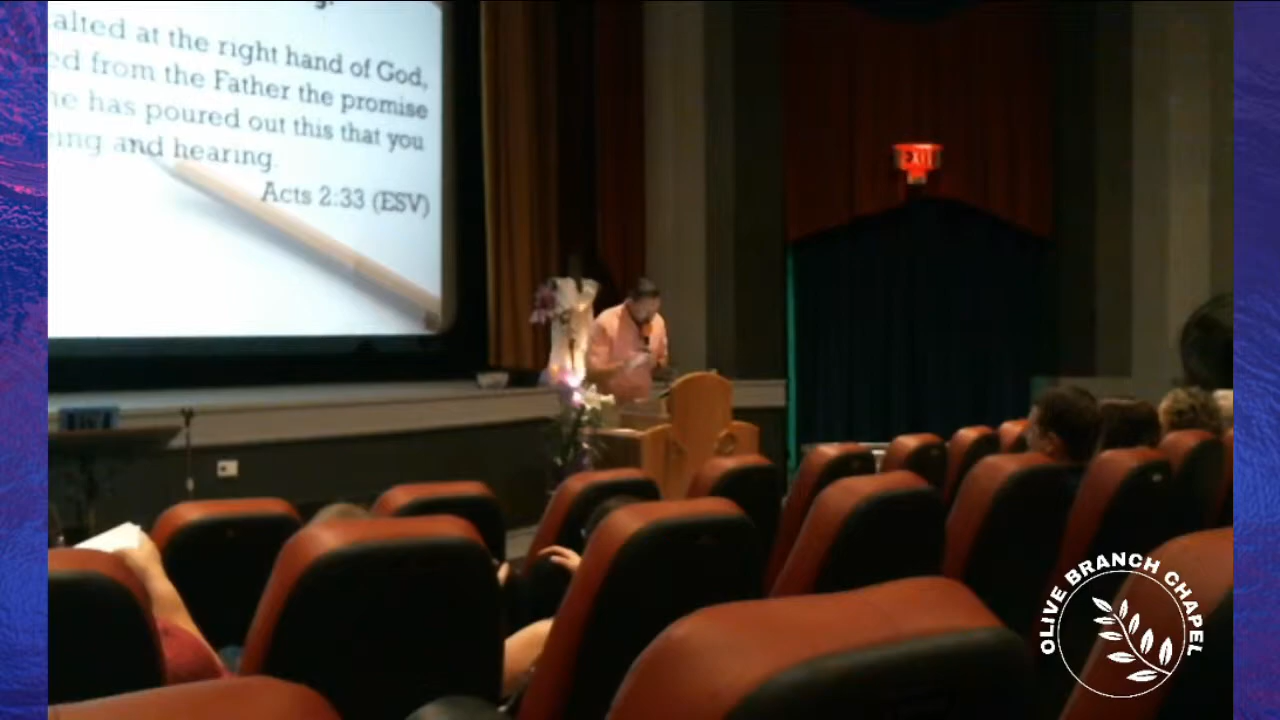 alted at the right hand of God,
ed from the Father the promise
he has poured out this that you
ing and hearing.
Acts 2:33 (ESV)
EXIT
OLIVE BRANCH CHAPEL